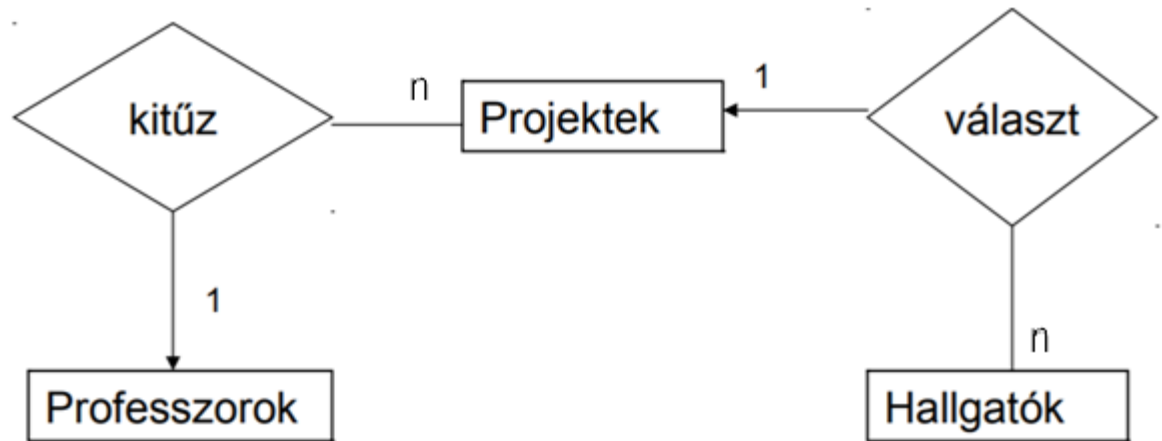 kitűz
n
Projektek
1
választ
1
n
Professzorok
Hallgatók